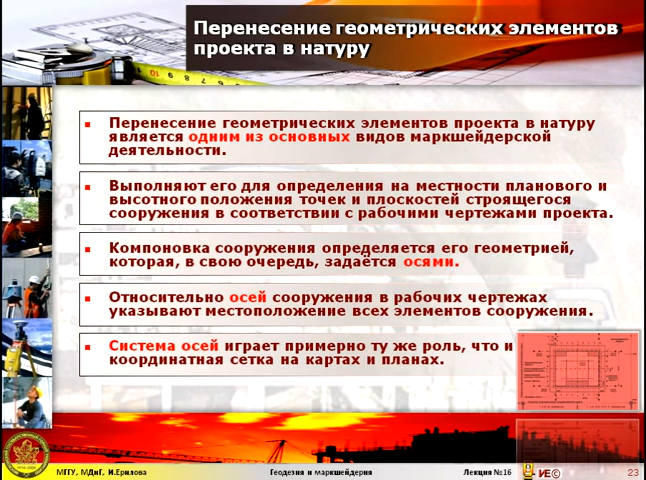 Перенесение геометрических элементов
проекта в натуру
Перенесение геометрических элементов проекта в натуру
является одним из основных видов маркшейдерской
деятельности.
Выполняют его для определения на местности планового и
высотного положения точек и плоскостей строящегося
сооружения в соответствии с рабочими чертежами проекта.
Компоновка сооружения определяется его геометрией,
которая, в свою очередь, задаётся осями.
Относительно осей сооружения в рабочих чертежах
указывают местоположение всех элементов сооружения.
Система осей играет примерно ту же роль, что и
координатная сетка на картах и планах.
МГГУ, МДиГ, И.Ерилова Геодезия и маркшейдерия Лекция №16 -ИЕ© 23